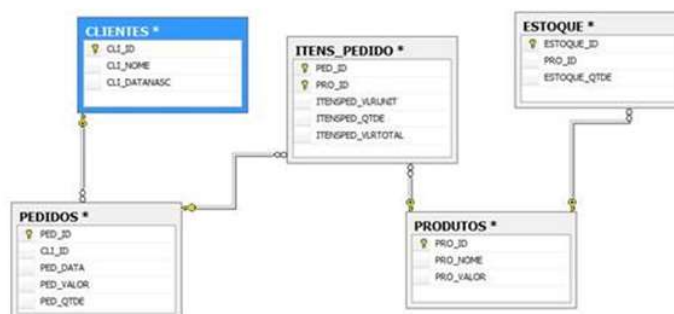 CLIENTES *
CLI_ID
CLI_NOME
CLI_DATANASC
ITENS_PEDIDO *
PED_ID
PRO_ID
ITENSPED_VLRUNIT
ITENSPED_QTDE
ITENSPED_VLRTOTAL
ESTOQUE *
ESTOQUE_ID
PRO_ID
ESTOQUE_QTDE
PEDIDOS *
PED_ID
CLI_ID
PED_DATA
PED_VALOR
PED_QTDE
PRODUTOS *
PRO_ID
PRO_NOME
PRO_VALOR